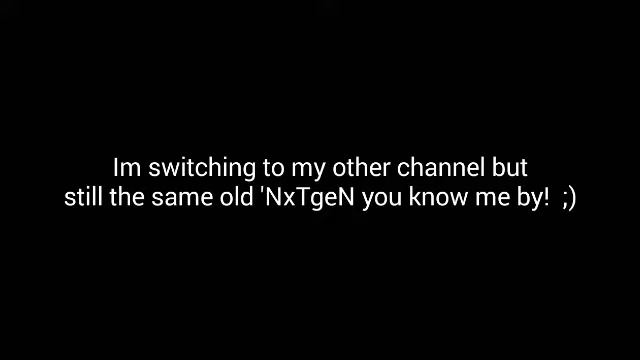 Im switching to my other channel but
still the same old 'NxTgeN you know me by!  ;)